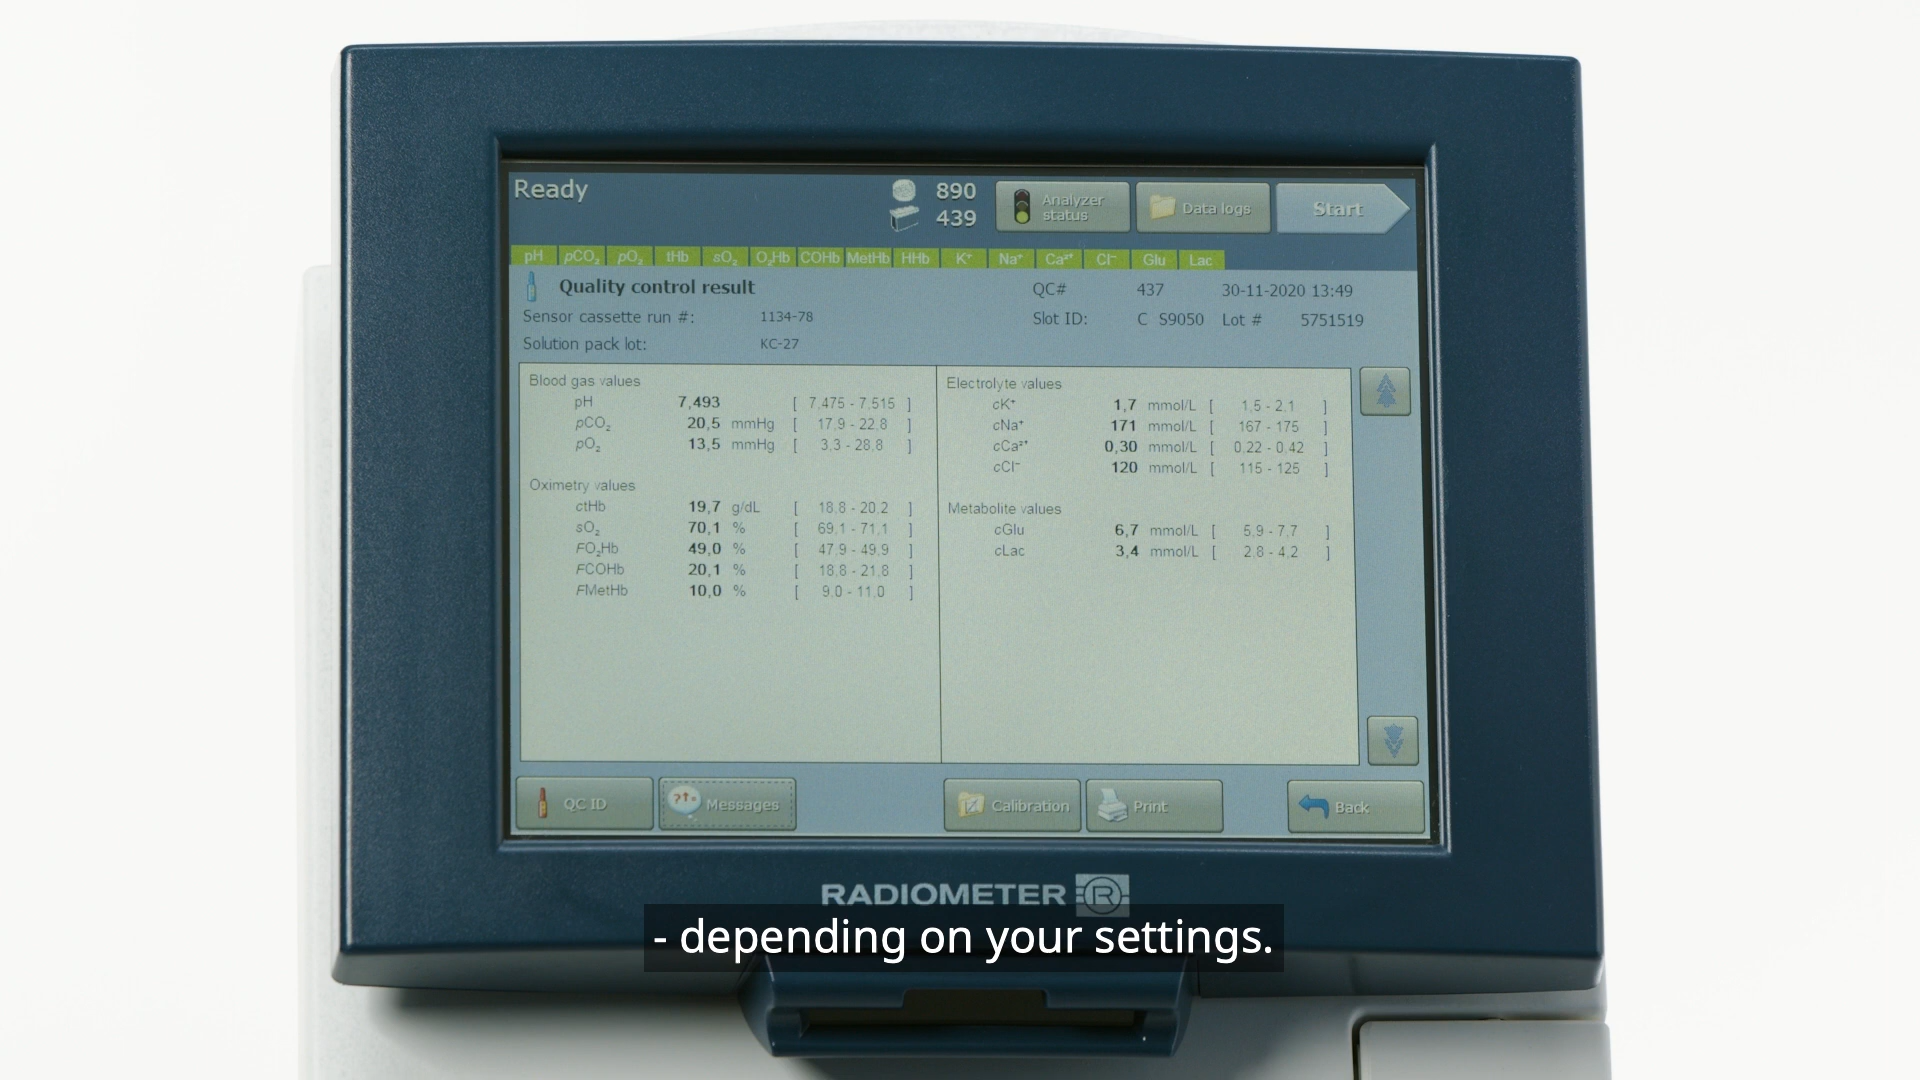 Ready
890
439
Analyzer status
Data logs
Start
pH pCO₂ pO₂ tHb sO₂ O₂Hb COHb MetHb HHb K⁺ Na⁺ Ca²⁺ Cl⁻ Glu Lac
Quality control result QC# 437 30-11-2020 13:49
Sensor cassette run #: 1134-78 Slot ID: C S9050 Lot # 5751519
Solution pack lot: KC-27
Blood gas values
pH 7,493 [ 7,475 - 7,515 ]
pCO₂ 20,5 mmHg [ 17,9 - 22,8 ]
pO₂ 13,5 mmHg [ 3,3 - 28,8 ]
Oximetry values
ctHb 19,7 g/dL [ 18,8 - 20,2 ]
sO₂ 70,1 % [ 69,1 - 71,1 ]
FO₂Hb 49,0 % [ 47,9 - 49,9 ]
FCOHb 20,1 % [ 18,8 - 21,8 ]
FMetHb 10,0 % [ 9,0 - 11,0 ]
Electrolyte values
cK⁺ 1,7 mmol/L [ 1,5 - 2,1 ]
cNa⁺ 171 mmol/L [ 167 - 175 ]
cCa²⁺ 0,30 mmol/L [ 0,22 - 0,42 ]
cCl⁻ 120 mmol/L [ 115 - 125 ]
Metabolite values
cGlu 6,7 mmol/L [ 5,9 - 7,7 ]
cLac 3,4 mmol/L [ 2,8 - 4,2 ]
QC ID
Messages
Calibration
Print
Back
RADIOMETER R
- depending on your settings.